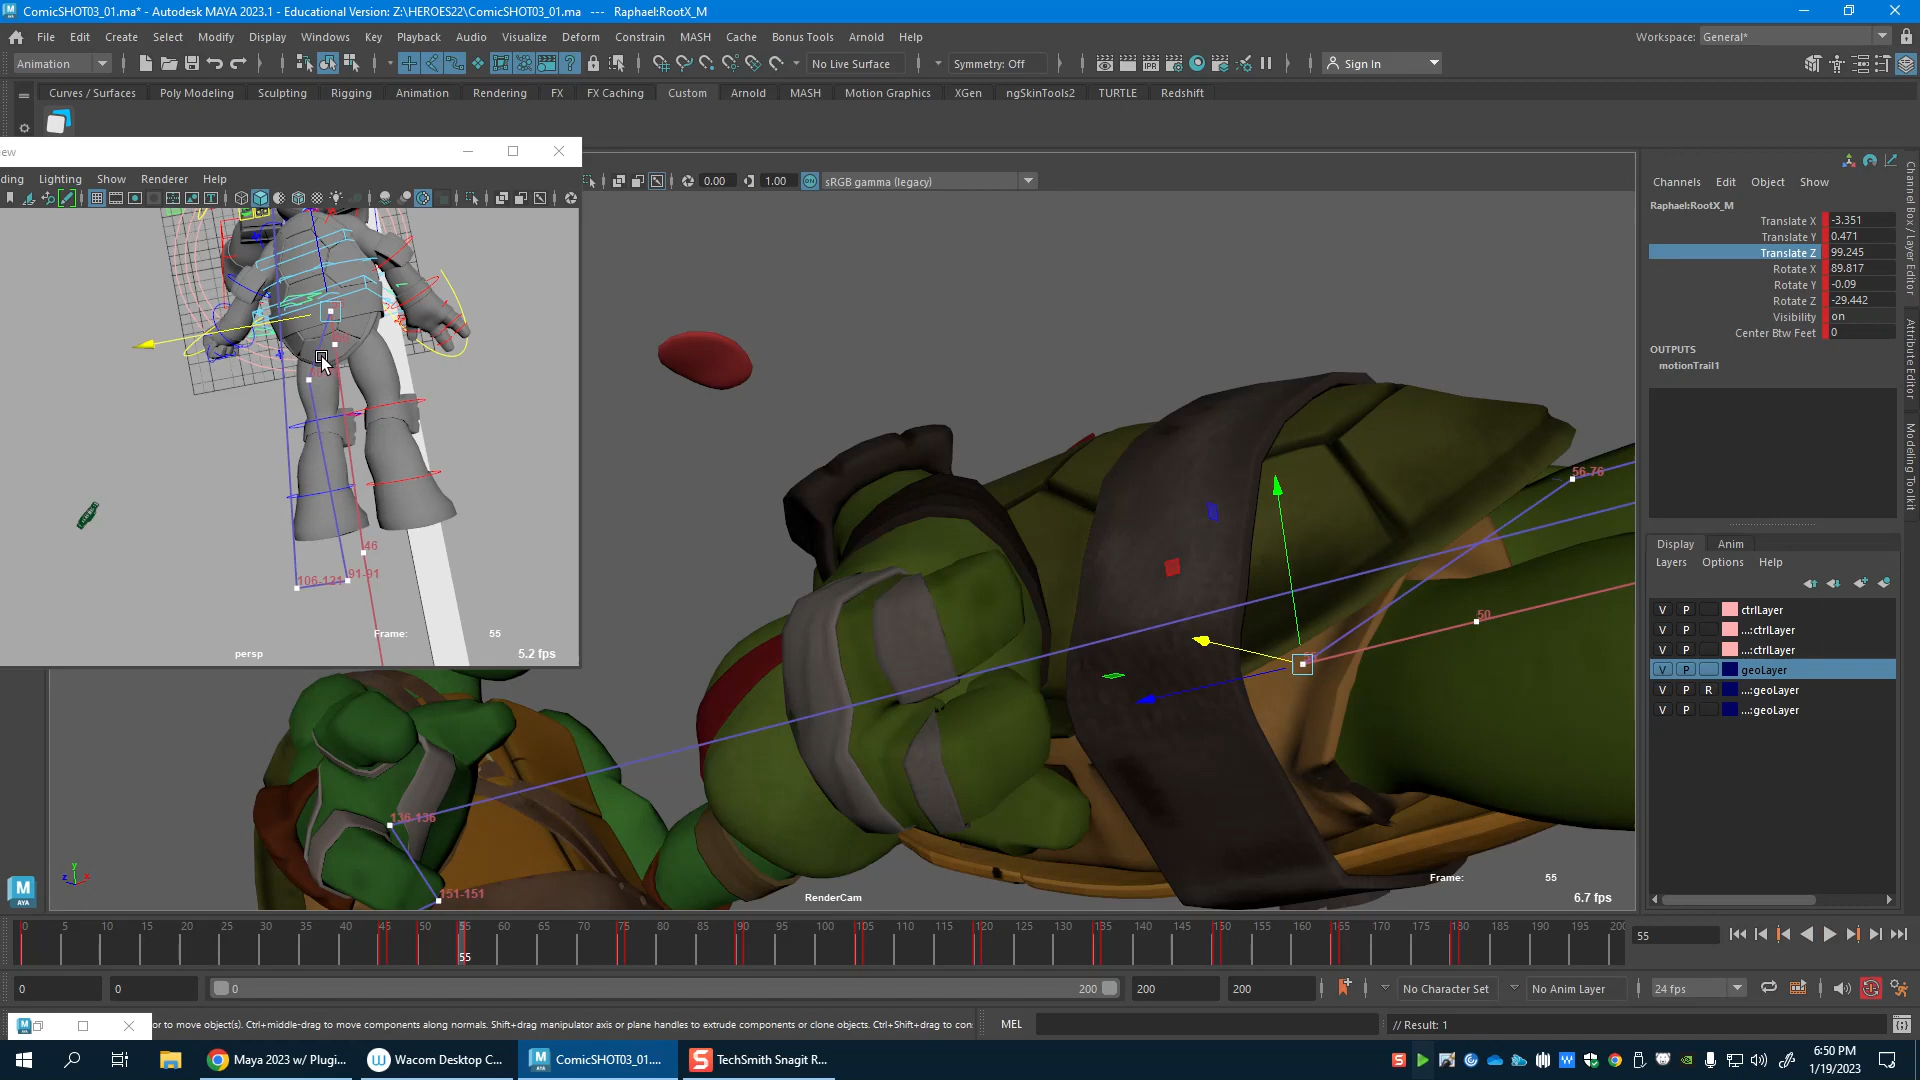 ComicSHOT03_01.ma* - Autodesk MAYA 2023.1 - Educational Version: Z:\HEROES22\ComicSHOT03_01.ma --- Raphael:RootX_M
File Edit Create Select Modify Display Windows Key Playback Audio Visualize Deform Constrain MASH Cache Bonus Tools Arnold Help
Workspace: General*
Animation
No Live Surface
Symmetry: Off
Sign In
Curves / Surfaces Poly Modeling Sculpting Rigging Animation Rendering FX FX Caching Custom Arnold MASH Motion Graphics XGen ngSkinTools2 TURTLE Redshift
ew
ding Lighting Show Renderer Help
0.00 1.00 sRGB gamma (legacy)
Channels Edit Object Show
Raphael:RootX_M
Translate X -3.351
Translate Y 0.471
Translate Z 99.245
Rotate X 89.817
Rotate Y -0.09
Rotate Z -29.442
Visibility on
Center Btw Feet 0
OUTPUTS
motionTrail1
Channel Box / Layer Editor
Attribute Editor
Modeling Toolkit
46
106-121 91-91
Frame: 55
persp 5.2 fps
56-76
50
136-136
151-151
RenderCam
Frame: 55
6.7 fps
Display Anim
Layers Options Help
V P ctrlLayer
V P ...:ctrlLayer
V P ...:ctrlLayer
V P geoLayer
V P R ...:geoLayer
V P ...:geoLayer
0 5 10 15 20 25 30 35 40 45 50 55 60 65 70 75 80 85 90 95 100 105 110 115 120 125 130 135 140 145 150 155 160 165 170 175 180 185 190 195 200
55
55
0 0 0 200 200 200 No Character Set No Anim Layer 24 fps
or to move object(s). Ctrl+middle-drag to move components along normals. Shift+drag manipulator axis or plane handles to extrude components or clone objects. Ctrl+Shift+drag to con
MEL
// Result: 1
M
AYA
Maya 2023 w/ Plugi...
Wacom Desktop C...
ComicSHOT03_01....
TechSmith Snagit R...
6:50 PM
1/19/2023